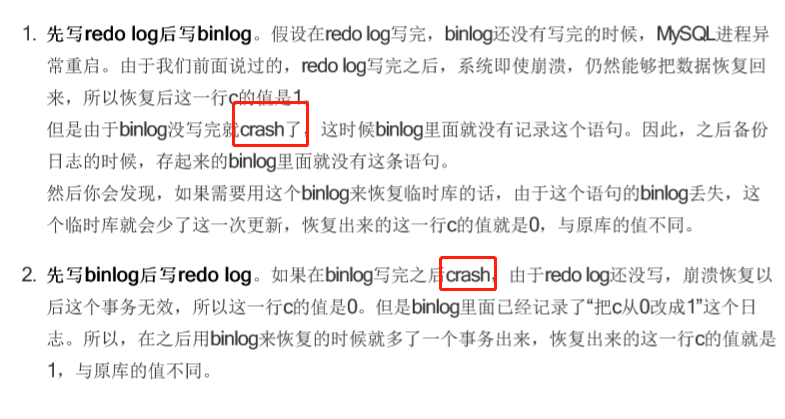 1. 先写redo log后写binlog。假设在redo log写完，binlog还没有写完的时候，MySQL进程异
常重启。由于我们前面说过的，redo log写完之后，系统即使崩溃，仍然能够把数据恢复回
来，所以恢复后这一行c的值是1。
但是由于binlog没写完就crash了，这时候binlog里面就没有记录这个语句。因此，之后备份
日志的时候，存起来的binlog里面就没有这条语句。
然后你会发现，如果需要用这个binlog来恢复临时库的话，由于这个语句的binlog丢失，这
个临时库就会少了这一次更新，恢复出来的这一行c的值就是0，与原库的值不同。
2. 先写binlog后写redo log。如果在binlog写完之后crash，由于redo log还没写，崩溃恢复以
后这个事务无效，所以这一行c的值是0。但是binlog里面已经记录了“把c从0改成1”这个日
志。所以，在之后用binlog来恢复的时候就多了一个事务出来，恢复出来的这一行c的值就是
1，与原库的值不同。